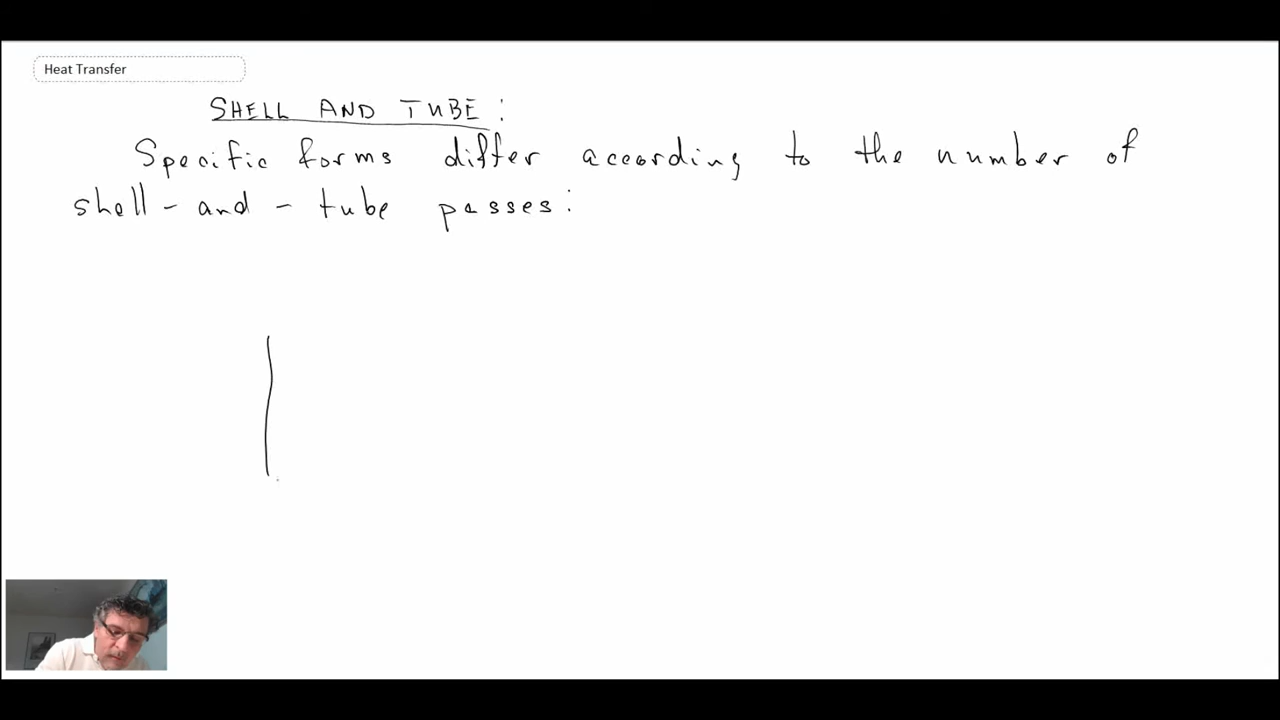 Heat Transfer
SHELL AND TUBE:
Specific forms differ according to the number of
shell-and-tube passes: